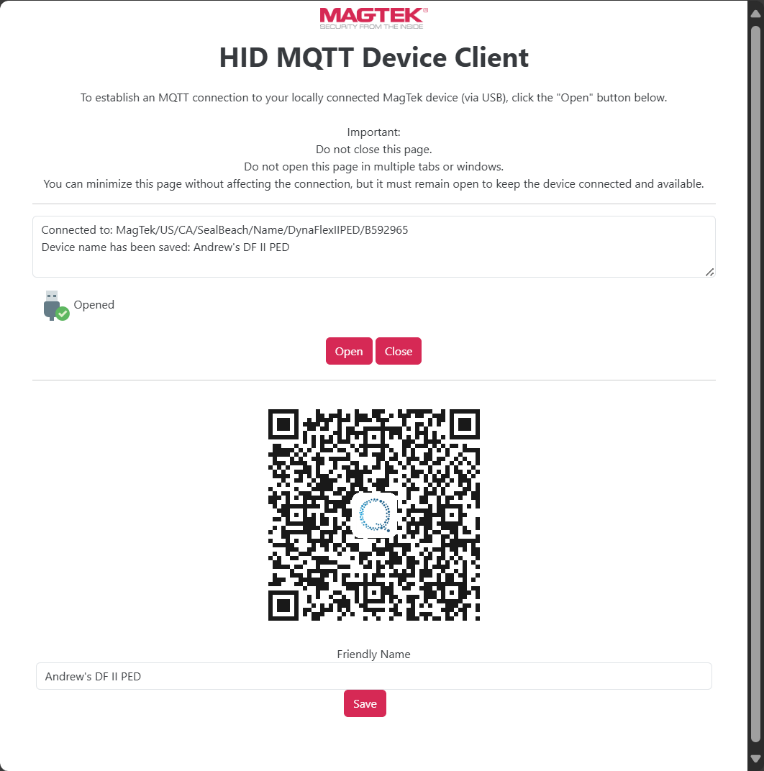 MAGTEK®
SECURITY FROM THE INSIDE
HID MQTT Device Client
To establish an MQTT connection to your locally connected MagTek device (via USB), click the "Open" button below.
Important:
Do not close this page.
Do not open this page in multiple tabs or windows.
You can minimize this page without affecting the connection, but it must remain open to keep the device connected and available.
Connected to: MagTek/US/CA/SealBeach/Name/DynaFlexIIPED/B592965
Device name has been saved: Andrew's DF II PED
Opened
Open Close
Friendly Name
Andrew's DF II PED
Save